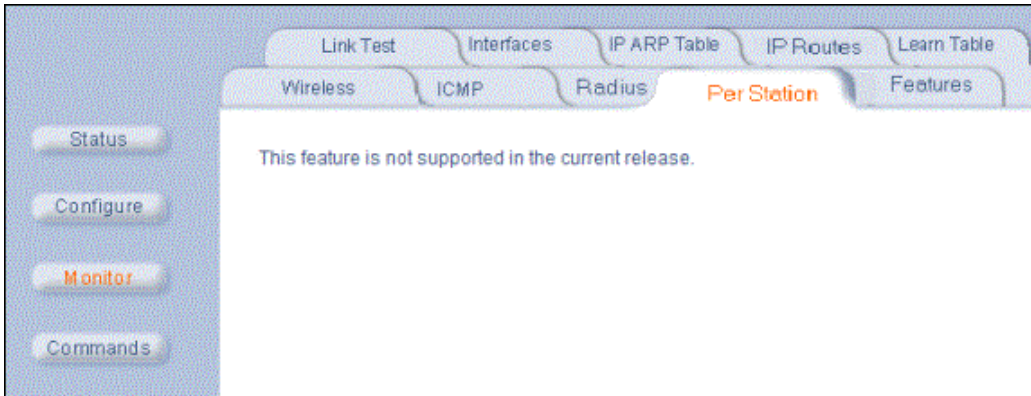 Link Test Interfaces IP ARP Table IP Routes Learn Table
Wireless ICMP Radius Per Station Features
Status
Configure
Monitor
Commands
This feature is not supported in the current release.